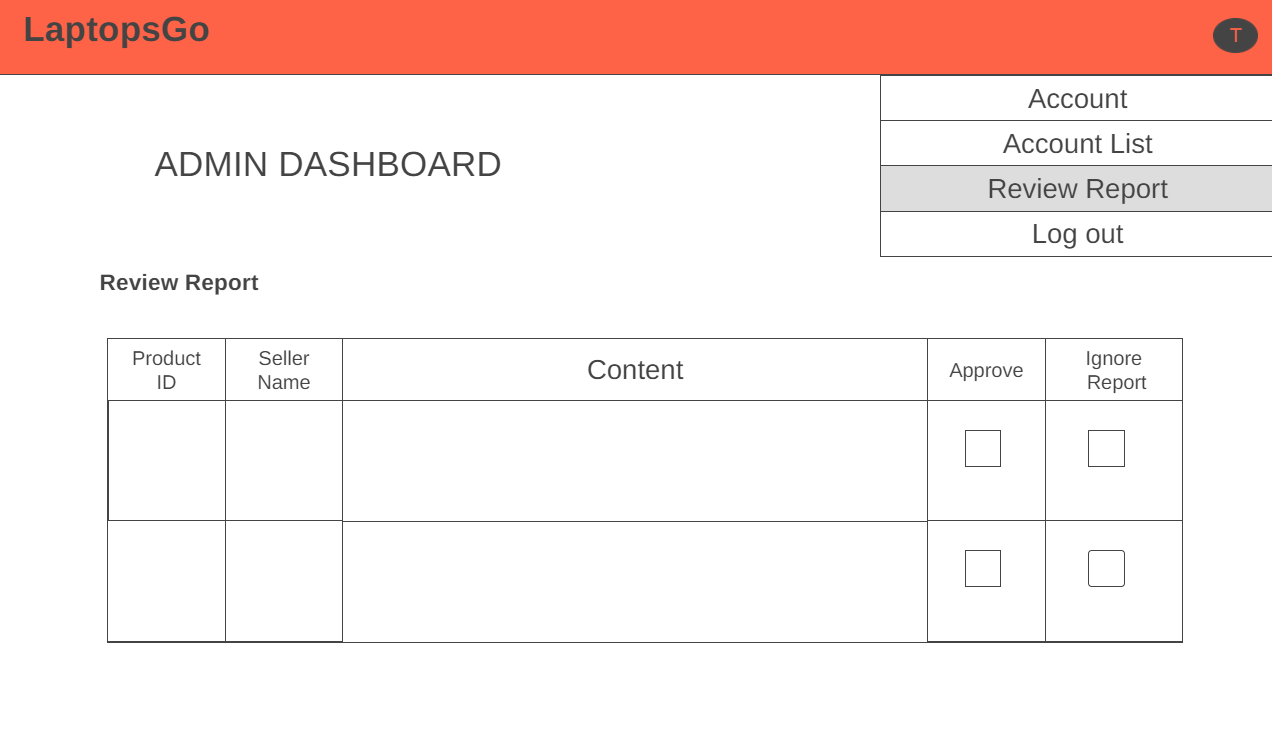 LaptopsGo
T
Account
Account List
Review Report
Log out
ADMIN DASHBOARD
Review Report
Product
ID
Seller
Name
Content
Approve
Ignore
Report